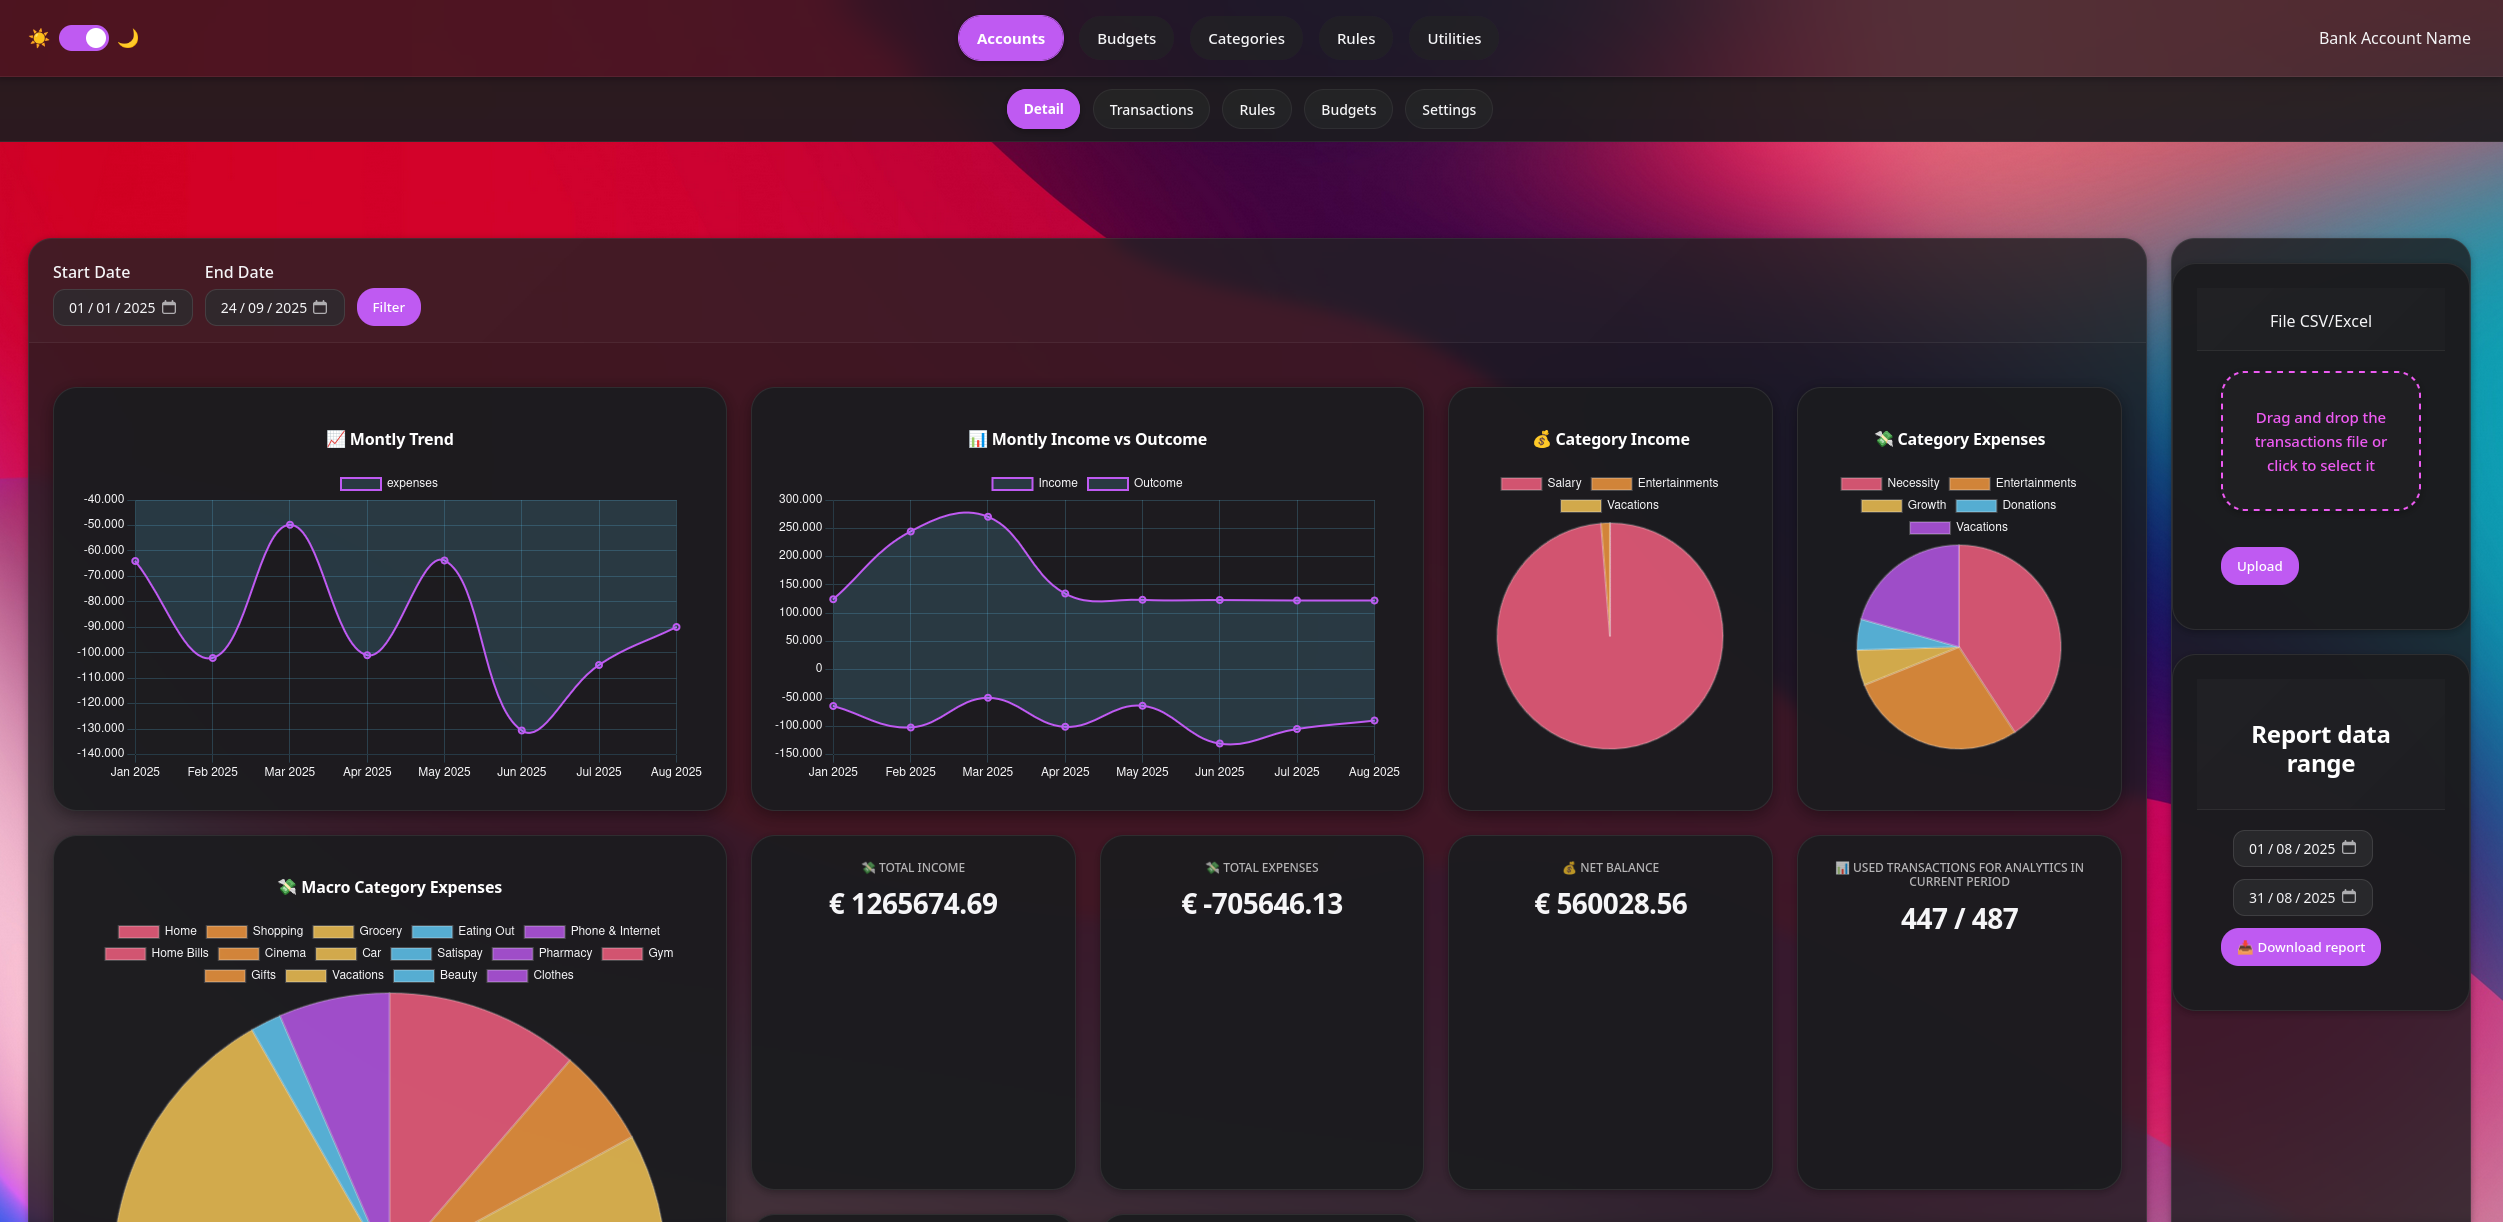 Accounts
Budgets
Categories
Rules
Utilities
Bank Account Name
Detail
Transactions
Rules
Budgets
Settings
Start Date
End Date
01 / 01 / 2025
24 / 09 / 2025
Filter
Montly Trend
expenses
-40.000
-50.000
-60.000
-70.000
-80.000
-90.000
-100.000
-110.000
-120.000
-130.000
-140.000
Jan 2025
Feb 2025
Mar 2025
Apr 2025
May 2025
Jun 2025
Jul 2025
Aug 2025
Montly Income vs Outcome
Income
Outcome
300.000
250.000
200.000
150.000
100.000
50.000
0
-50.000
-100.000
-150.000
Jan 2025
Feb 2025
Mar 2025
Apr 2025
May 2025
Jun 2025
Jul 2025
Aug 2025
Category Income
Salary
Entertainments
Vacations
Category Expenses
Necessity
Entertainments
Growth
Donations
Vacations
File CSV/Excel
Drag and drop the
transactions file or
click to select it
Upload
Report data
range
01 / 08 / 2025
31 / 08 / 2025
Download report
Macro Category Expenses
Home
Shopping
Grocery
Eating Out
Phone & Internet
Home Bills
Cinema
Car
Satispay
Pharmacy
Gym
Gifts
Vacations
Beauty
Clothes
TOTAL INCOME
€ 1265674.69
TOTAL EXPENSES
€ -705646.13
NET BALANCE
€ 560028.56
USED TRANSACTIONS FOR ANALYTICS IN
CURRENT PERIOD
447 / 487